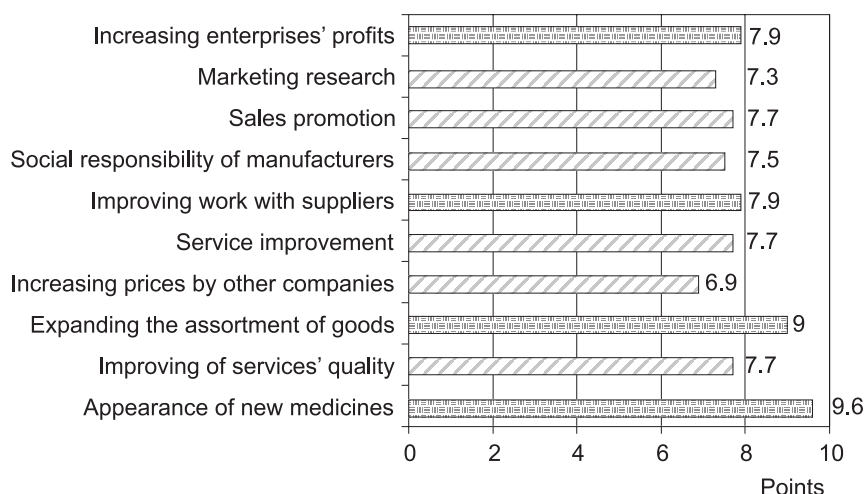 Increasing enterprises’ profits 7.9
Marketing research 7.3
Sales promotion 7.7
Social responsibility of manufacturers 7.5
Improving work with suppliers 7.9
Service improvement 7.7
Increasing prices by other companies 6.9
Expanding the assortment of goods 9
Improving of services’ quality 7.7
Appearance of new medicines 9.6
0 2 4 6 8 10
Points